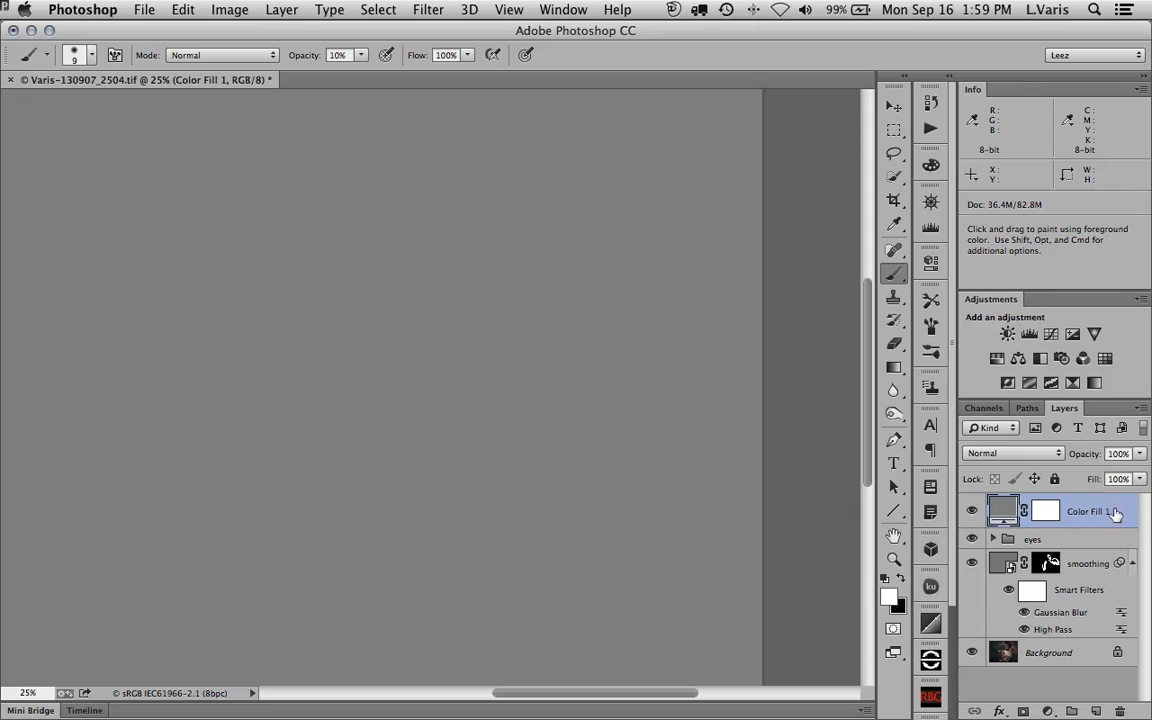 Photoshop File Edit Image Layer Type Select Filter 3D View Window Help 99% Mon Sep 16 1:59 PM L.Varis
Adobe Photoshop CC
9 Mode: Normal Opacity: 10% Flow: 100% Leez
× © Varis-130907_2504.tif @ 25% (Color Fill 1, RGB/8) *
Info
R: C:
G: M:
B: Y:
K:
8-bit 8-bit
X: W:
Y: H:
Doc: 36.4M/82.8M
Click and drag to paint using foreground
color. Use Shift, Opt, and Cmd for
additional options.
Adjustments
Add an adjustment
Channels Paths Layers
Kind
Normal Opacity: 100%
Lock: Fill: 100%
Color Fill 1
eyes
smoothing
Smart Filters
Gaussian Blur
High Pass
Background
ku
RBG
25% © sRGB IEC61966-2.1 (8bpc)
Mini Bridge Timeline
fx